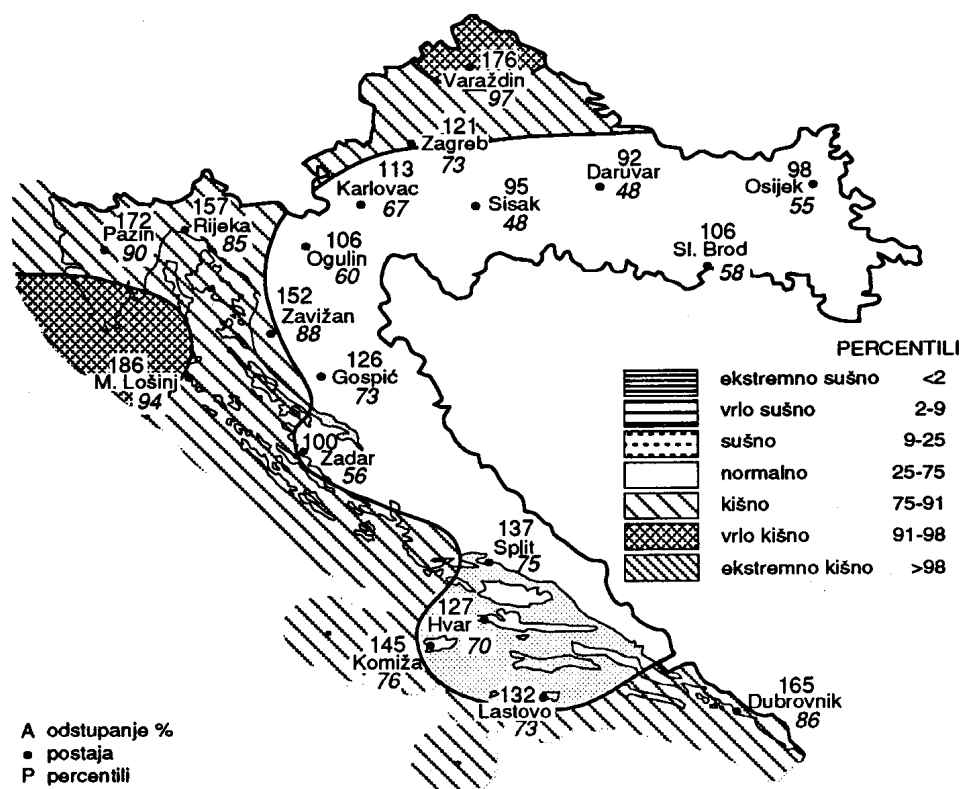 176
Varaždin
97
121
Zagreb
73
113
Karlovac
67
95
Sisak
48
92
Daruvar
48
98
Osijek
55
172
Pazin
90
157
Rijeka
85
106
Ogulin
60
106
Sl. Brod
58
152
Zavižan
88
186
M. Lošinj
94
126
Gospić
73
100
Zadar
56
137
Split
75
127
Hvar
70
145
Komiža
76
132
Lastovo
73
165
Dubrovnik
86
PERCENTILI
ekstremno sušno <2
vrlo sušno 2-9
sušno 9-25
normalno 25-75
kišno 75-91
vrlo kišno 91-98
ekstremno kišno >98
A odstupanje %
• postaja
P percentili